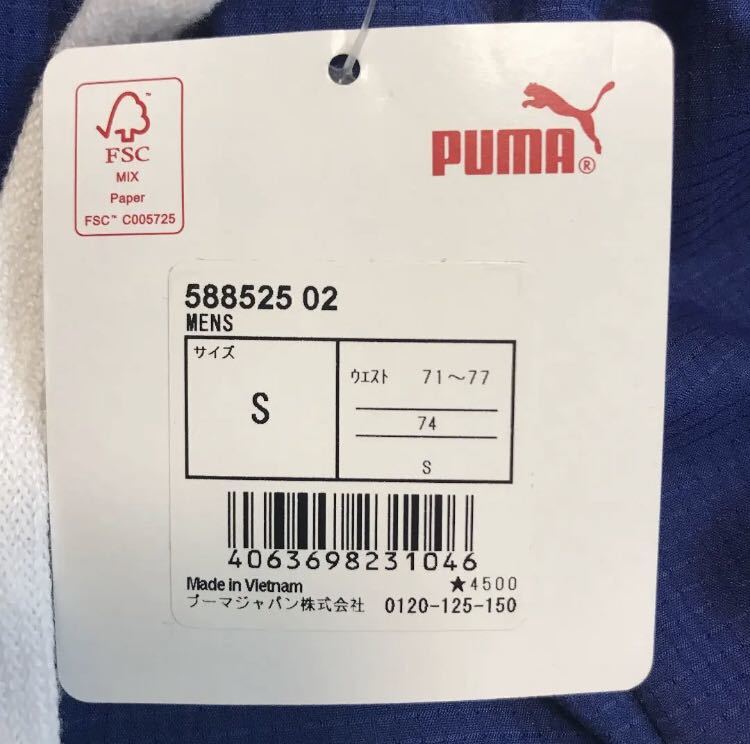 FSC™
MIX
Paper
FSC™ C005725
PUMA®
588525 02
MENS
サイズ
S
ウエスト 71～77
74
S
4063698231046
Made in Vietnam ★4500
プーマジャパン株式会社 0120-125-150